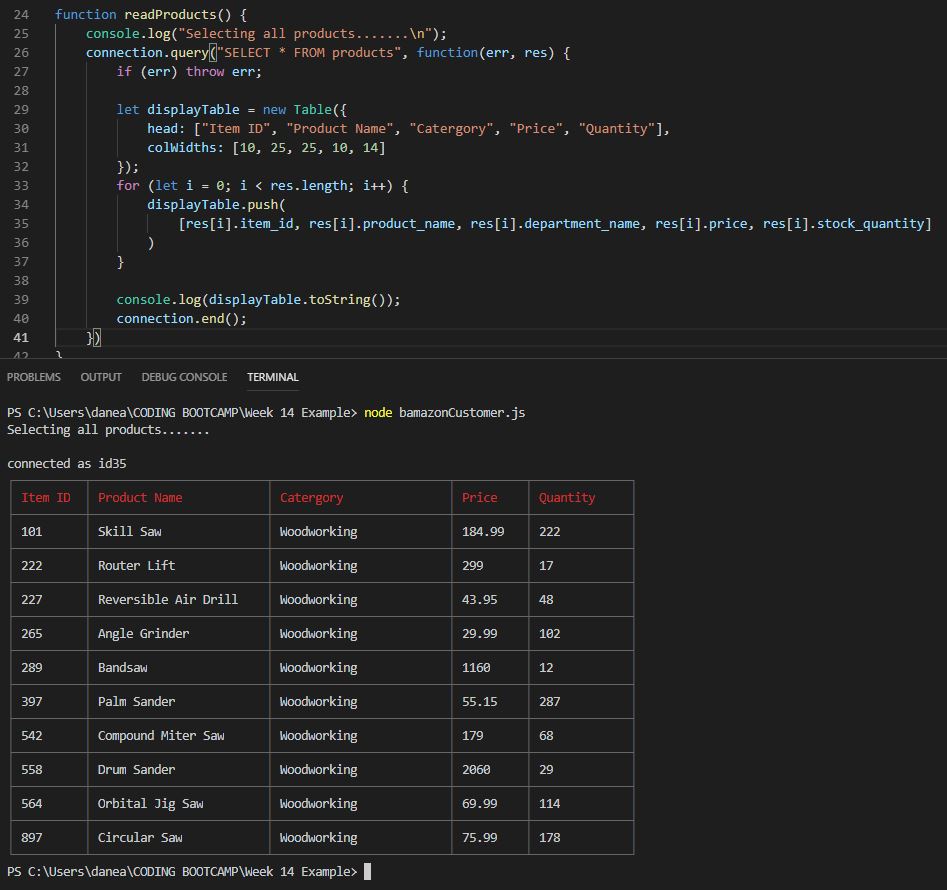 24 function readProducts() {
25 console.log("Selecting all products.......\n");
26 connection.query("SELECT * FROM products", function(err, res) {
27 if (err) throw err;
28
29 let displayTable = new Table({
30 head: ["Item ID", "Product Name", "Catergory", "Price", "Quantity"],
31 colWidths: [10, 25, 25, 10, 14]
32 });
33 for (let i = 0; i < res.length; i++) {
34 displayTable.push(
35 [res[i].item_id, res[i].product_name, res[i].department_name, res[i].price, res[i].stock_quantity]
36 )
37 }
38
39 console.log(displayTable.toString());
40 connection.end();
41 })
42 }
PROBLEMS OUTPUT DEBUG CONSOLE TERMINAL
PS C:\Users\danea\CODING BOOTCAMP\Week 14 Example> node bamazonCustomer.js
Selecting all products.......
connected as id35
Item ID Product Name Catergory Price Quantity
101 Skill Saw Woodworking 184.99 222
222 Router Lift Woodworking 299 17
227 Reversible Air Drill Woodworking 43.95 48
265 Angle Grinder Woodworking 29.99 102
289 Bandsaw Woodworking 1160 12
397 Palm Sander Woodworking 55.15 287
542 Compound Miter Saw Woodworking 179 68
558 Drum Sander Woodworking 2060 29
564 Orbital Jig Saw Woodworking 69.99 114
897 Circular Saw Woodworking 75.99 178
PS C:\Users\danea\CODING BOOTCAMP\Week 14 Example>